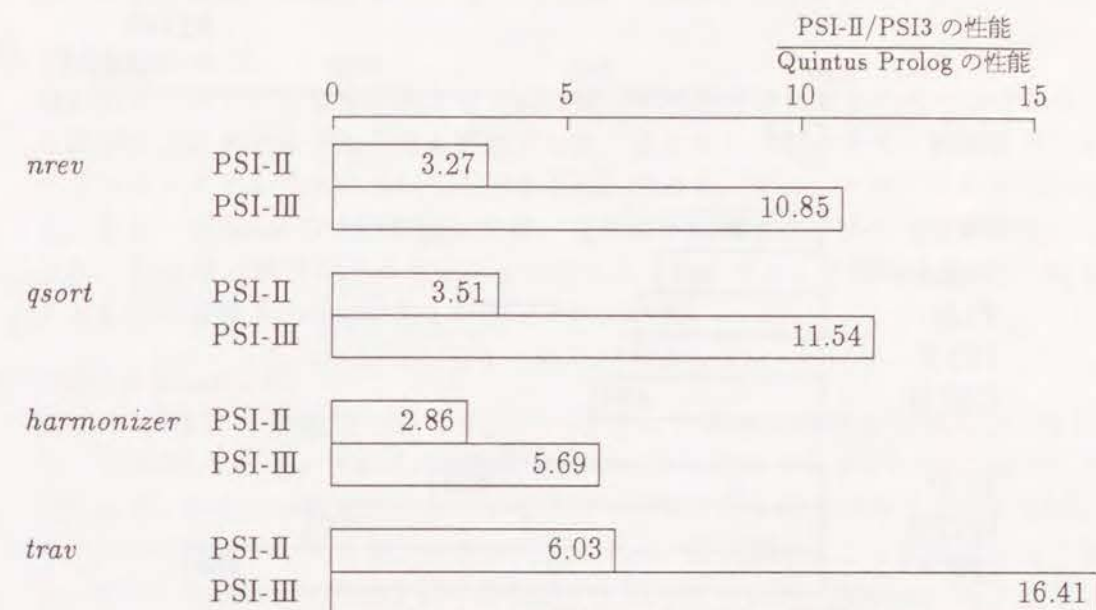 PSI-II/PSI3 の性能
Quintus Prolog の性能
0 5 10 15
nrev PSI-II 3.27
PSI-III 10.85
qsort PSI-II 3.51
PSI-III 11.54
harmonizer PSI-II 2.86
PSI-III 5.69
trav PSI-II 6.03
PSI-III 16.41